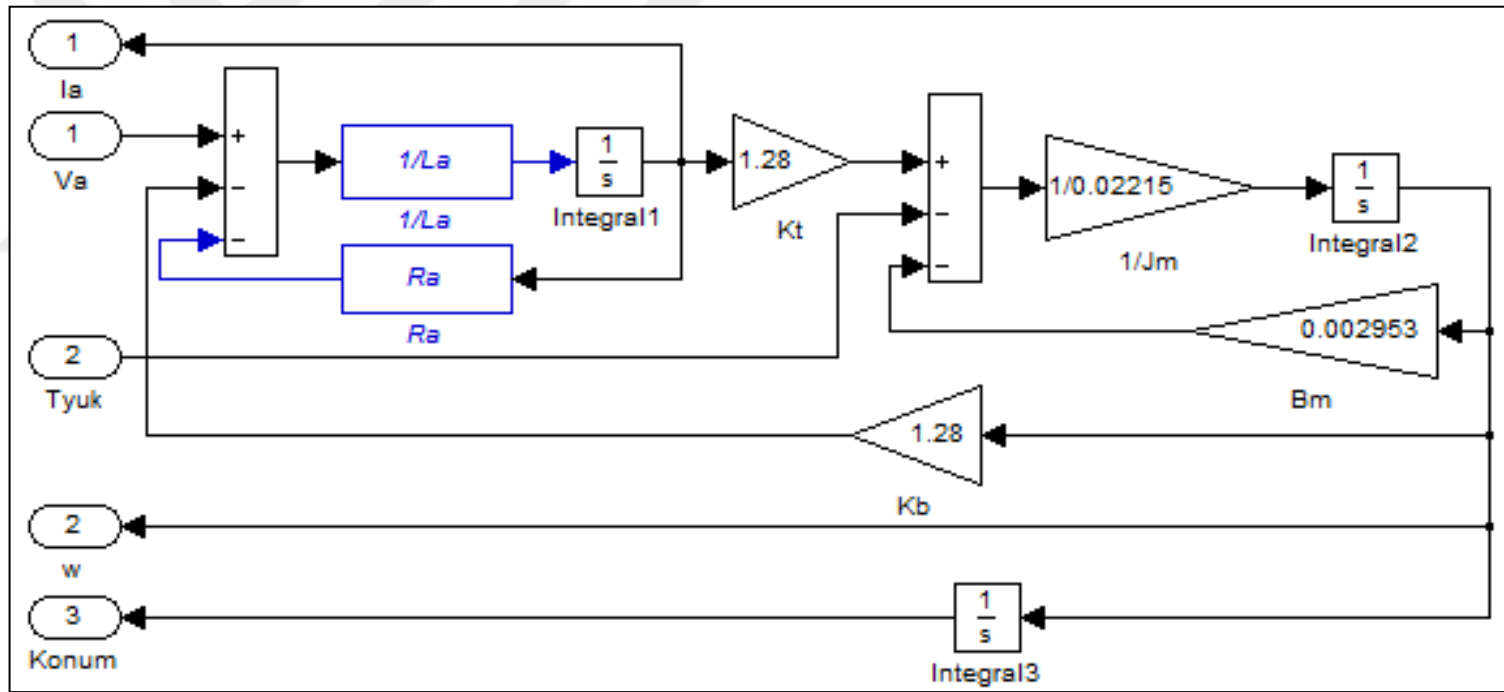 1
Ia
1
Va
+
−
−
1/La
1/La
1
s
Integral1
Ra
Ra
1.28
Kt
+
−
−
1/0.02215
1/Jm
1
s
Integral2
0.002953
Bm
2
Tyuk
1.28
Kb
2
w
3
Konum
1
s
Integral3